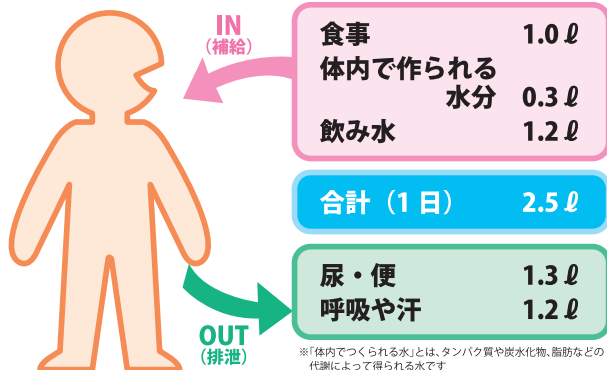 IN
（補給）
食事 1.0ℓ
体内で作られる
水分 0.3ℓ
飲み水 1.2ℓ
合計（1日） 2.5ℓ
尿・便 1.3ℓ
呼吸や汗 1.2ℓ
OUT
（排泄）
※「体内でつくられる水」とは、タンパク質や炭水化物、脂肪などの
代謝によって得られる水です